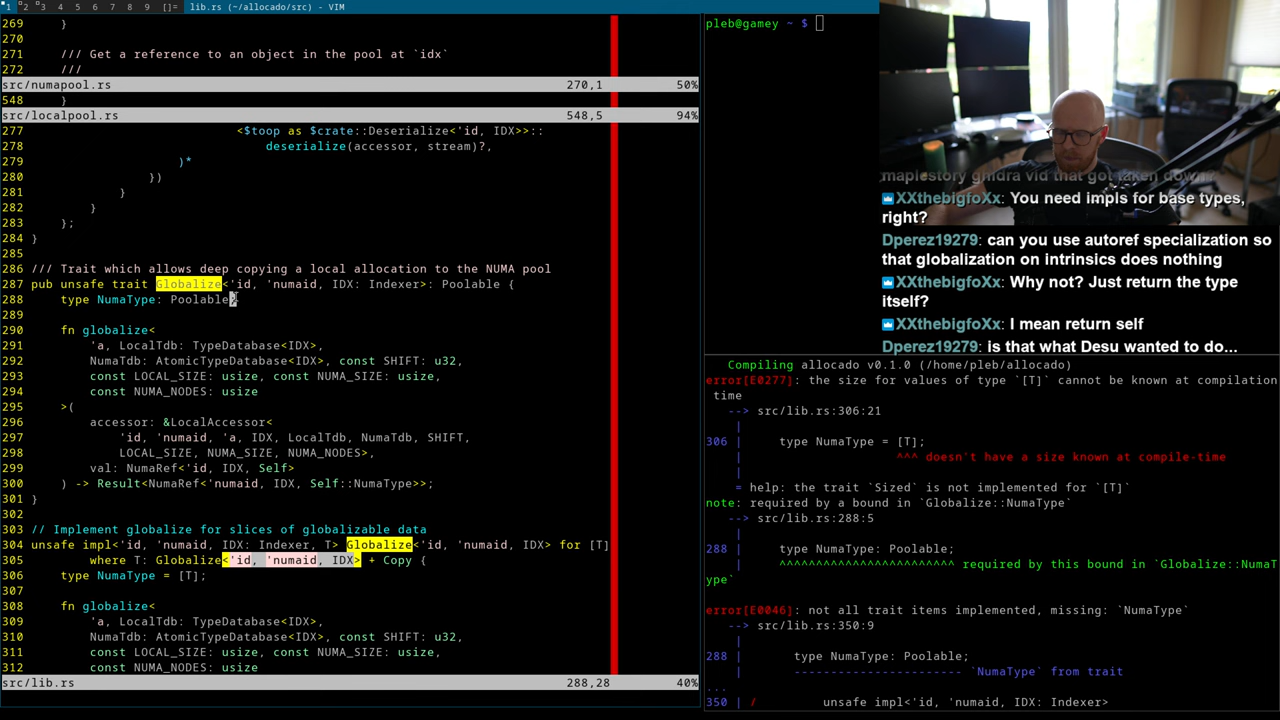 1 2 3 4 5 6 7 8 9 []= lib.rs (~/allocado/src) - VIM
269     }
270
271     /// Get a reference to an object in the pool at `idx`
272     ///
src/numapool.rs 270,1 50%
548     }
src/localpool.rs 548,5 94%
277                                    <$toop as $crate::Deserialize<'id, IDX>>::
278                                        deserialize(accessor, stream)?,
279                         )*
280                     })
281                 }
282             }
283     };
284 }
285
286 /// Trait which allows deep copying a local allocation to the NUMA pool
287 pub unsafe trait Globalize<'id, 'numaid, IDX: Indexer>: Poolable {
288     type NumaType: Poolable;
289
290     fn globalize<
291         'a, LocalTdb: TypeDatabase<IDX>,
292         NumaTdb: AtomicTypeDatabase<IDX>, const SHIFT: u32,
293         const LOCAL_SIZE: usize, const NUMA_SIZE: usize,
294         const NUMA_NODES: usize
295     >(
296         accessor: &LocalAccessor<
297             'id, 'numaid, 'a, IDX, LocalTdb, NumaTdb, SHIFT,
298             LOCAL_SIZE, NUMA_SIZE, NUMA_NODES>,
299         val: NumaRef<'id, IDX, Self>
300     ) -> Result<NumaRef<'numaid, IDX, Self::NumaType>>;
301 }
302
303 // Implement globalize for slices of globalizable data
304 unsafe impl<'id, 'numaid, IDX: Indexer, T> Globalize<'id, 'numaid, IDX> for [T]
305         where T: Globalize<'id, 'numaid, IDX> + Copy {
306     type NumaType = [T];
307
308     fn globalize<
309         'a, LocalTdb: TypeDatabase<IDX>,
310         NumaTdb: AtomicTypeDatabase<IDX>, const SHIFT: u32,
311         const LOCAL_SIZE: usize, const NUMA_SIZE: usize,
312         const NUMA_NODES: usize
src/lib.rs 288,28 40%
pleb@gamey ~ $
maplestory ghidra vid that got taken down?
XXthebigfoXx: You need impls for base types,
right?
Dperez19279: can you use autoref specialization so
that globalization on intrinsics does nothing
XXthebigfoXx: Why not? Just return the type
itself?
XXthebigfoXx: I mean return self
Dperez19279: is that what Desu wanted to do...
Compiling allocado v0.1.0 (/home/pleb/allocado)
error[E0277]: the size for values of type `[T]` cannot be known at compilation
time
--> src/lib.rs:306:21
|
306 |     type NumaType = [T];
|                     ^^^ doesn't have a size known at compile-time
|
= help: the trait `Sized` is not implemented for `[T]`
note: required by a bound in `Globalize::NumaType`
--> src/lib.rs:288:5
|
288 |     type NumaType: Poolable;
|     ^^^^^^^^^^^^^^^^^^^^^^^^ required by this bound in `Globalize::NumaT
ype`
error[E0046]: not all trait items implemented, missing: `NumaType`
--> src/lib.rs:350:9
|
288 |       type NumaType: Poolable;
|       ----------------------- `NumaType` from trait
...
350 | /         unsafe impl<'id, 'numaid, IDX: Indexer>